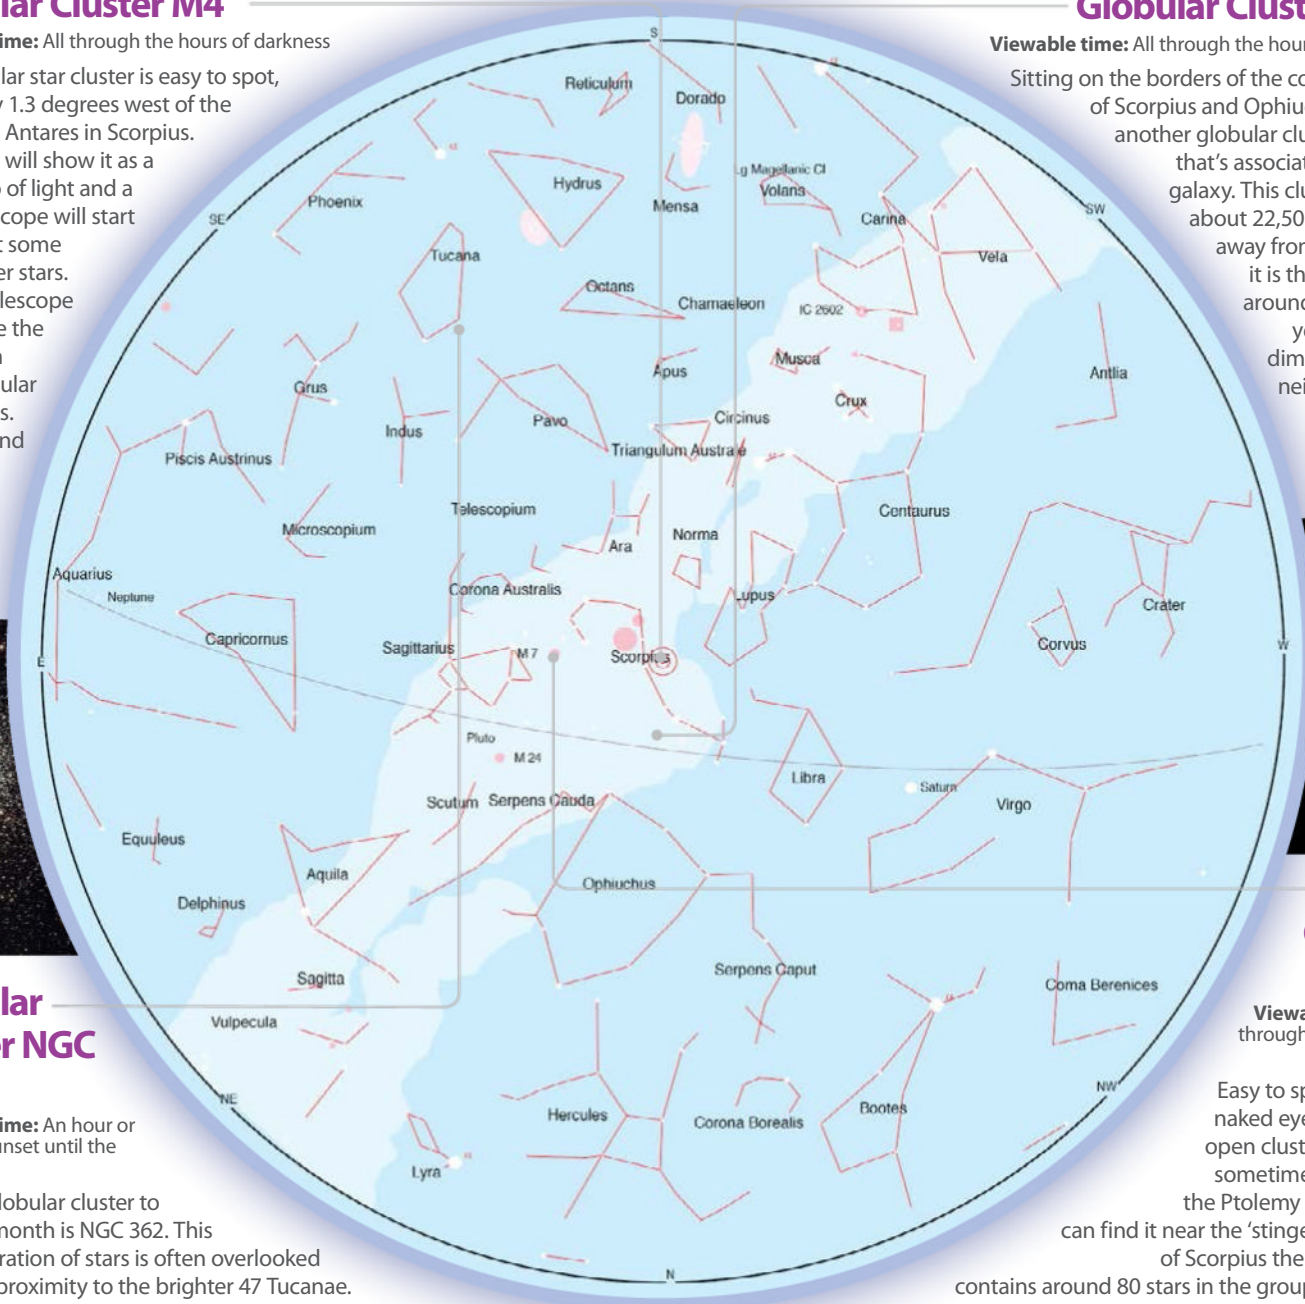 lar Cluster M4
ime: All through the hours of darkness
lar star cluster is easy to spot,
y 1.3 degrees west of the
Antares in Scorpius.
will show it as a
o of light and a
scope will start
t some
er stars.
elescope
e the
ular
s.
nd
Globular Clust
Viewable time: All through the hour
Sitting on the borders of the co
of Scorpius and Ophiu
another globular clu
that's associat
galaxy. This clu
about 22,50
away fron
it is th
around
ye
dim
nei
S
Reticulum
Dorado
Lg Magellanic Cl
Volans
Hydrus
Mensa
Phoenix
SE
SW
Carina
Vela
Tucana
Octans
Chamaeleon
IC 2602
Musca
Apus
Antlia
Grus
Crux
Indus
Pavo
Circinus
Triangulum Australe
Piscis Austrinus
Telescopium
Centaurus
Microscopium
Norma
Ara
Aquarius
Neptune
Corona Australis
Lupus
Crater
Capricornus
Sagittarius
M 7
Scorpius
Corvus
E
W
Pluto
M 24
Libra
Saturn
Virgo
Scutum
Serpens Cauda
Equuleus
Aquila
Ophiuchus
Delphinus
Sagitta
Serpens Caput
Coma Berenices
Vulpecula
NE
NW
Hercules
Corona Borealis
Bootes
Lyra
N
lar
er NGC
ime: An hour or
unset until the
lobular cluster to
month is NGC 362. This
ration of stars is often overlooked
proximity to the brighter 47 Tucanae.
Viewa
through
Easy to sp
naked eye
open clust
sometime
the Ptolemy
can find it near the ‘stinge
of Scorpius the
contains around 80 stars in the group